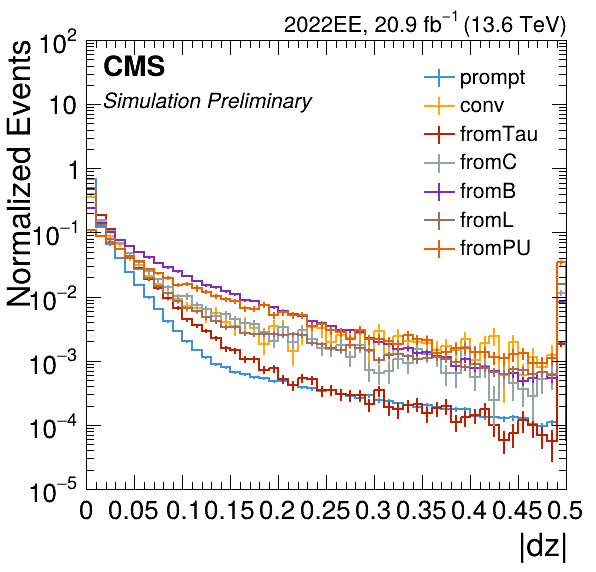 2022EE, 20.9 fb⁻¹ (13.6 TeV)
CMS
Simulation Preliminary
prompt
conv
fromTau
fromC
fromB
fromL
fromPU
Normalized Events
10²
10
1
10⁻¹
10⁻²
10⁻³
10⁻⁴
10⁻⁵
0 0.05 0.1 0.15 0.2 0.25 0.3 0.35 0.4 0.45 0.5
|dz|